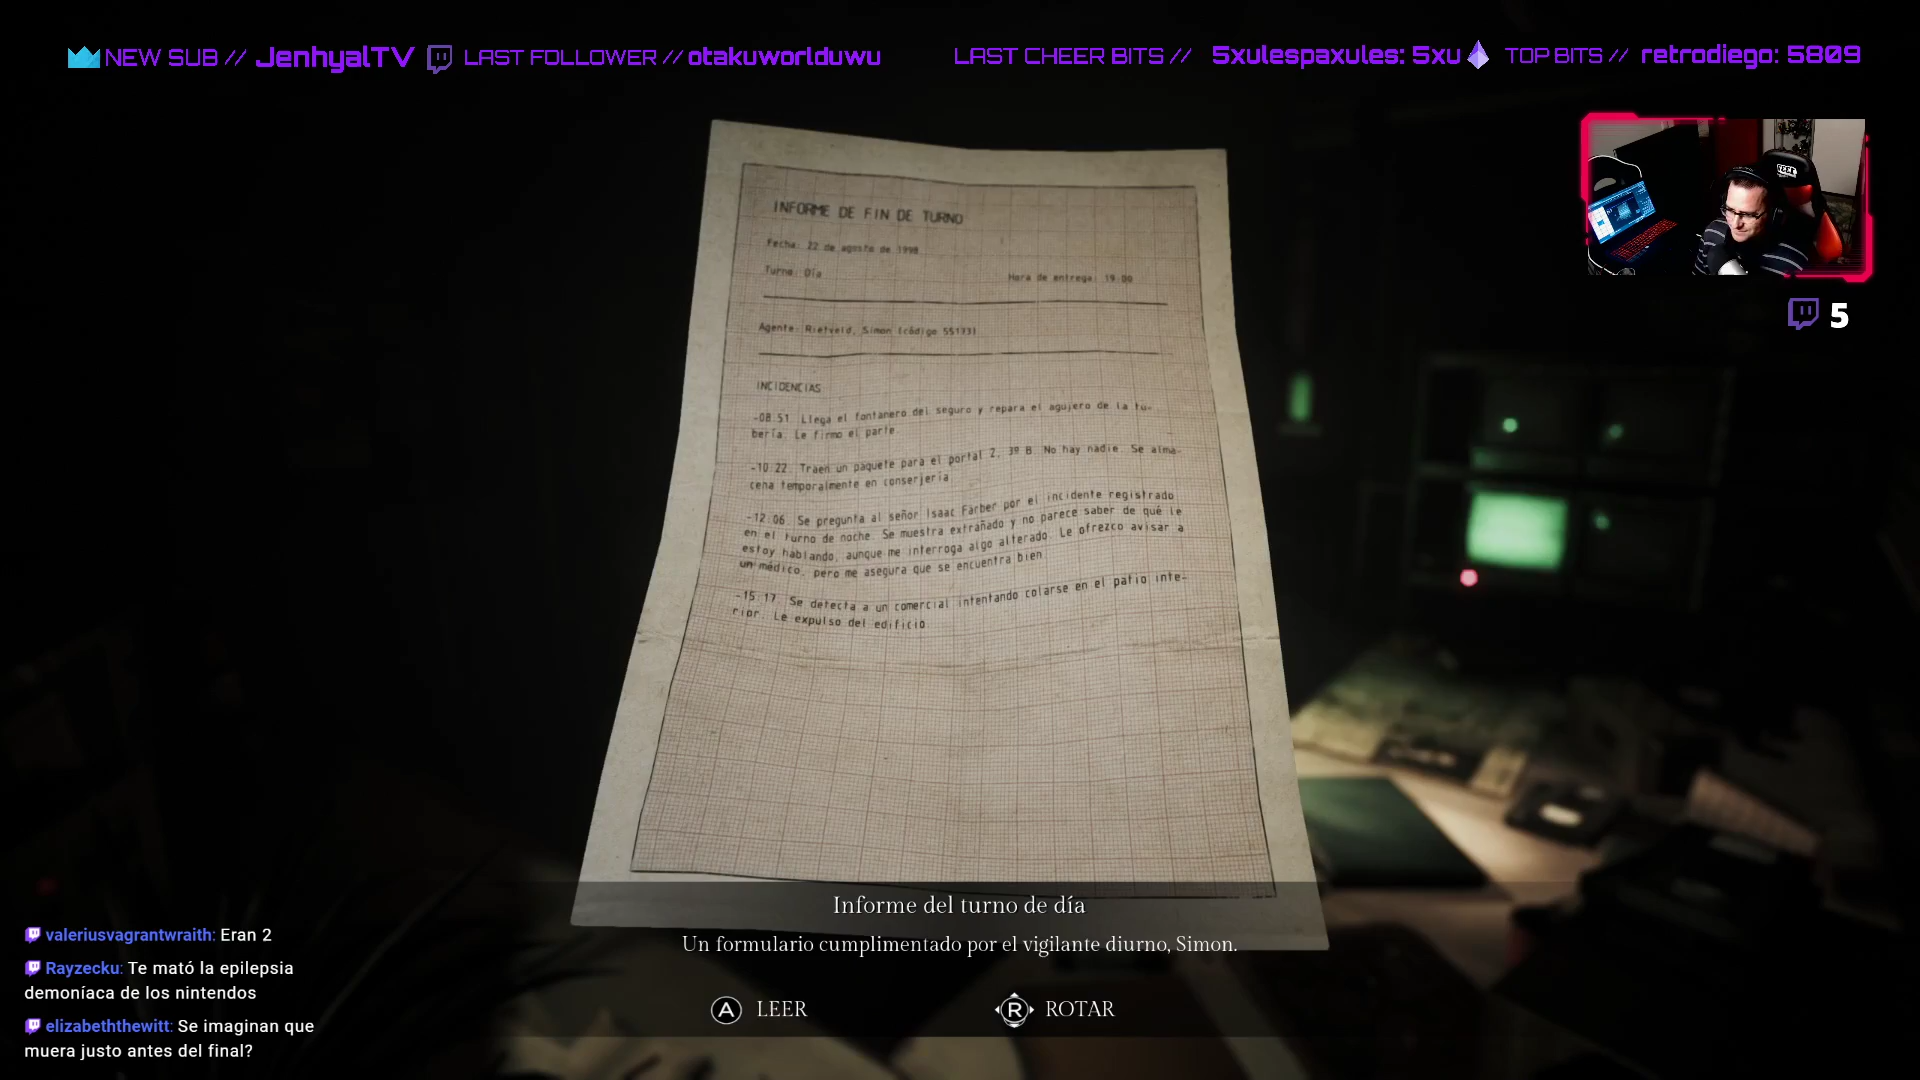 NEW SUB // JenhyalTV LAST FOLLOWER // otakuworlduwu LAST CHEER BITS // 5xulespaxules: 5xu TOP BITS // retrodiego: 5809
5
INFORME DE FIN DE TURNO
Fecha: 22 de agosto de 1998
Turno: Día Hora de entrega: 19:00
Agente: Rietveld, Simon (código 55193)
INCIDENCIAS
-08:51. Llega el fontanero del seguro y repara el agujero de la tu-
bería. Le firmo el parte.
-10:22. Traen un paquete para el portal 2, 3º B. No hay nadie. Se alma-
cena temporalmente en conserjería.
-12:06. Se pregunta al señor Isaac Färber por el incidente registrado
en el turno de noche. Se muestra extrañado y no parece saber de qué le
estoy hablando, aunque me interroga algo alterado. Le ofrezco avisar a
un médico, pero me asegura que se encuentra bien.
-15:17. Se detecta a un comercial intentando colarse en el patio inte-
rior. Le expulso del edificio.
Informe del turno de día
Un formulario cumplimentado por el vigilante diurno, Simon.
A LEER R ROTAR
valeriusvagrantwraith: Eran 2
Rayzecku: Te mató la epilepsia
demoníaca de los nintendos
elizabeththewitt: Se imaginan que
muera justo antes del final?